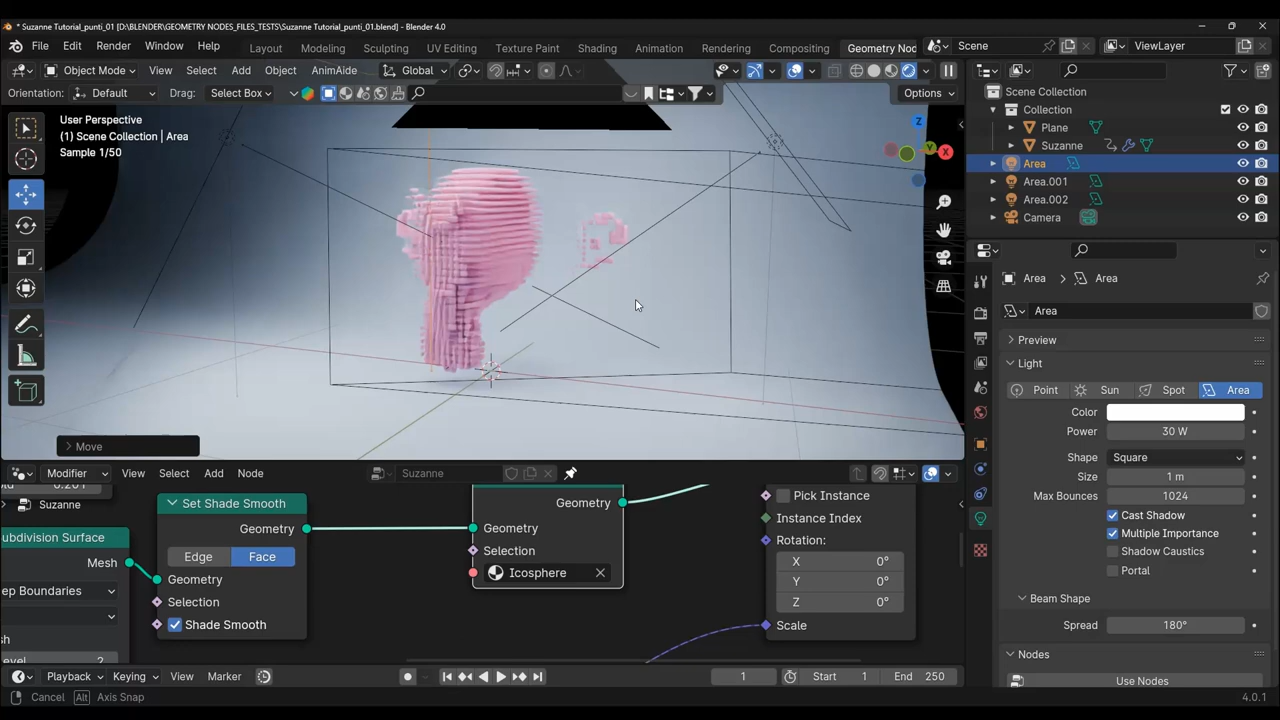 * Suzanne Tutorial_punti_01 [D:\BLENDER\GEOMETRY NODES_FILES_TESTS\Suzanne Tutorial_punti_01.blend] - Blender 4.0
File Edit Render Window Help Layout Modeling Sculpting UV Editing Texture Paint Shading Animation Rendering Compositing Geometry Nod Scene ViewLayer
Object Mode View Select Add Object AnimAide Global
Orientation: Default Drag: Select Box Options
User Perspective
(1) Scene Collection | Area
Sample 1/50
Z
Y
X
Move
Scene Collection
Collection
Plane
Suzanne
Area
Area.001
Area.002
Camera
Area Area
Area
Preview
Light
Point Sun Spot Area
Color
Power 30 W
Shape Square
Size 1 m
Max Bounces 1024
Cast Shadow
Multiple Importance
Shadow Caustics
Portal
Beam Shape
Spread 180°
Nodes
Use Nodes
Modifier View Select Add Node Suzanne
Suzanne
0.201
Subdivision Surface
Mesh
ep Boundaries
2
Set Shade Smooth
Geometry
Edge Face
Geometry
Selection
Shade Smooth
Geometry
Geometry
Selection
Icosphere
Pick Instance
Instance Index
Rotation:
X 0°
Y 0°
Z 0°
Scale
Playback Keying View Marker 1 Start 1 End 250
Cancel Alt Axis Snap 4.0.1